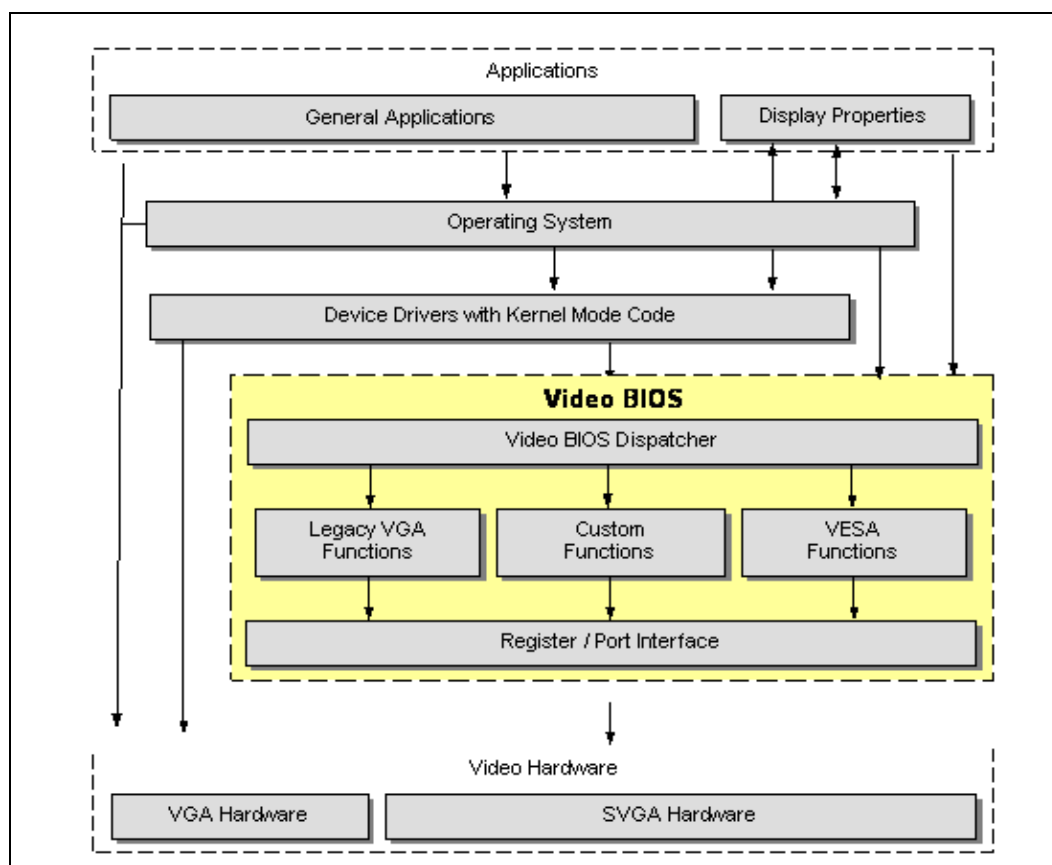 Applications
General Applications
Display Properties
Operating System
Device Drivers with Kernel Mode Code
Video BIOS
Video BIOS Dispatcher
Legacy VGA
Functions
Custom
Functions
VESA
Functions
Register / Port Interface
Video Hardware
VGA Hardware
SVGA Hardware